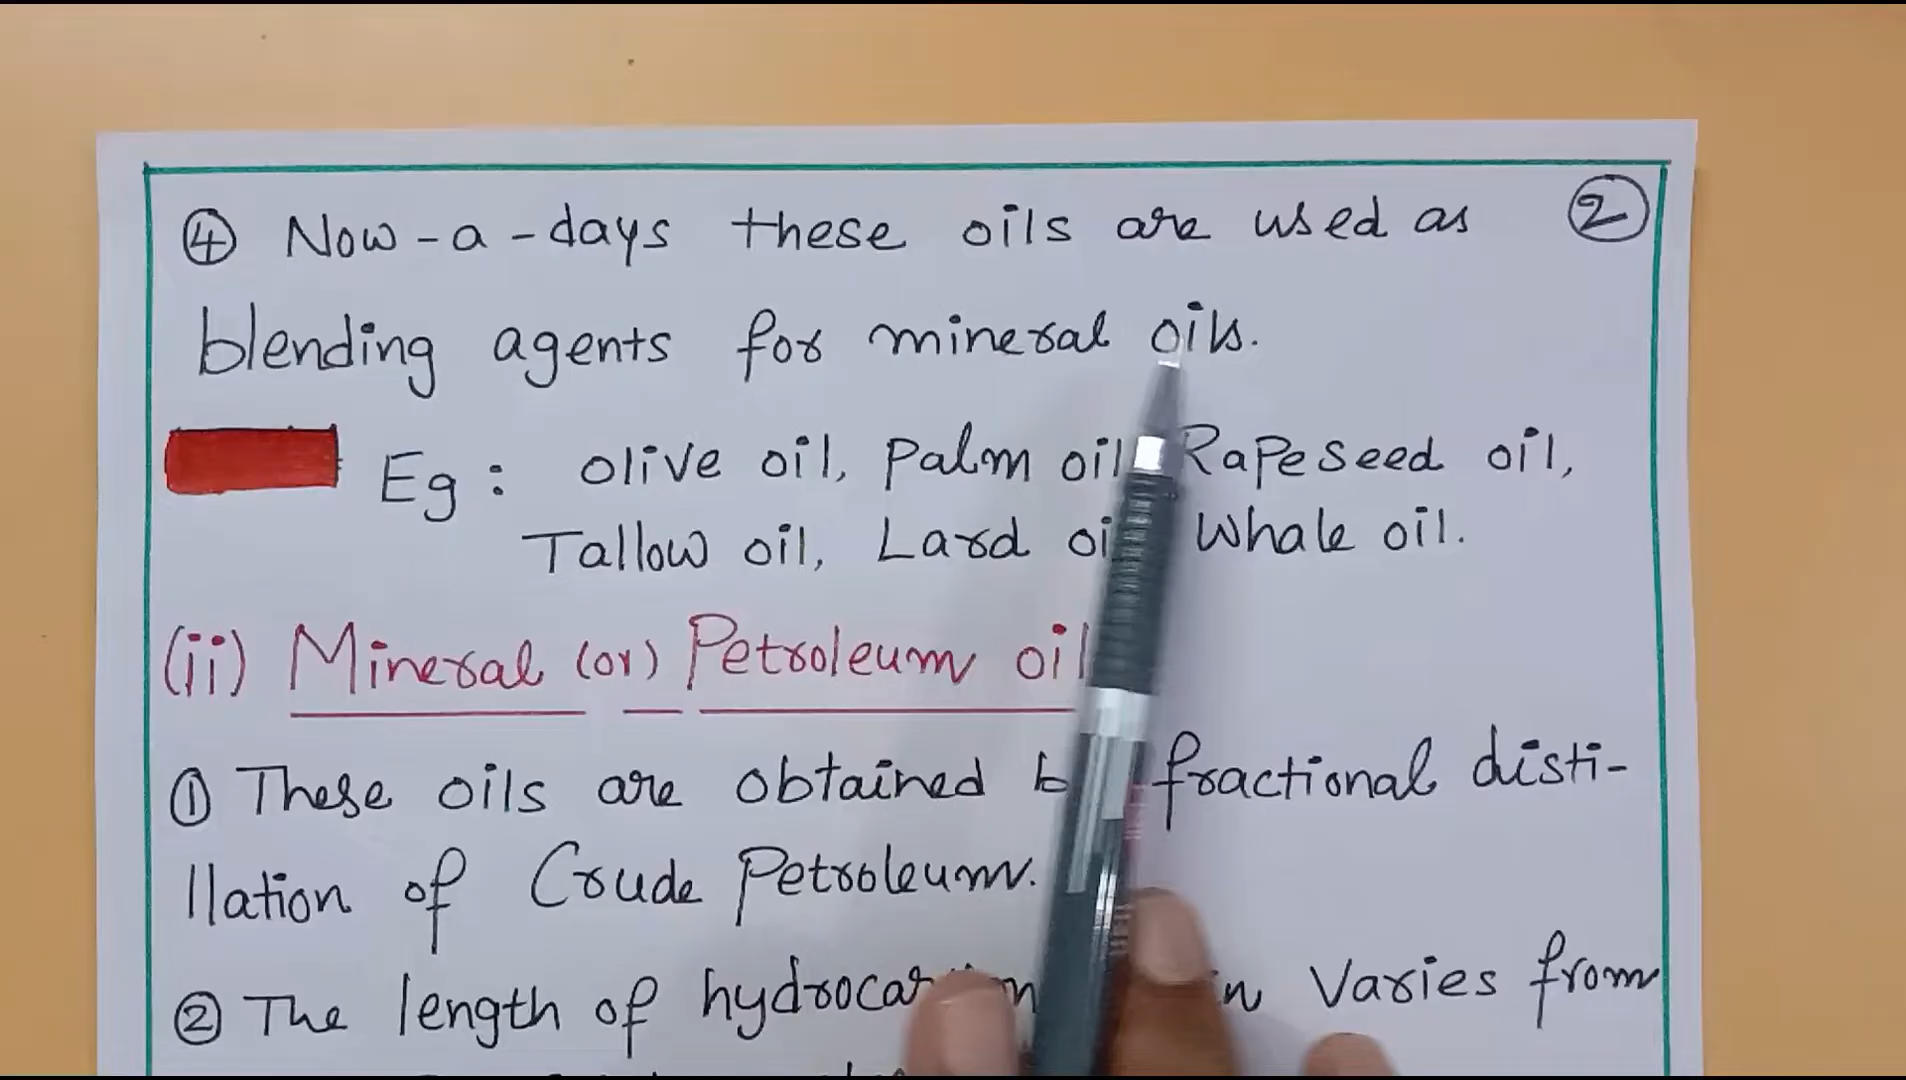 ④ Now-a-days these oils are used as ②
blending agents for mineral oils.
Eg : Olive oil, Palm oil Rapeseed oil,
Tallow oil, Lard oil Whale oil.
(ii) Mineral (or) Petroleum oil
① These oils are obtained by fractional disti-
llation of Crude Petroleum.
② The length of hydrocarbon varies from